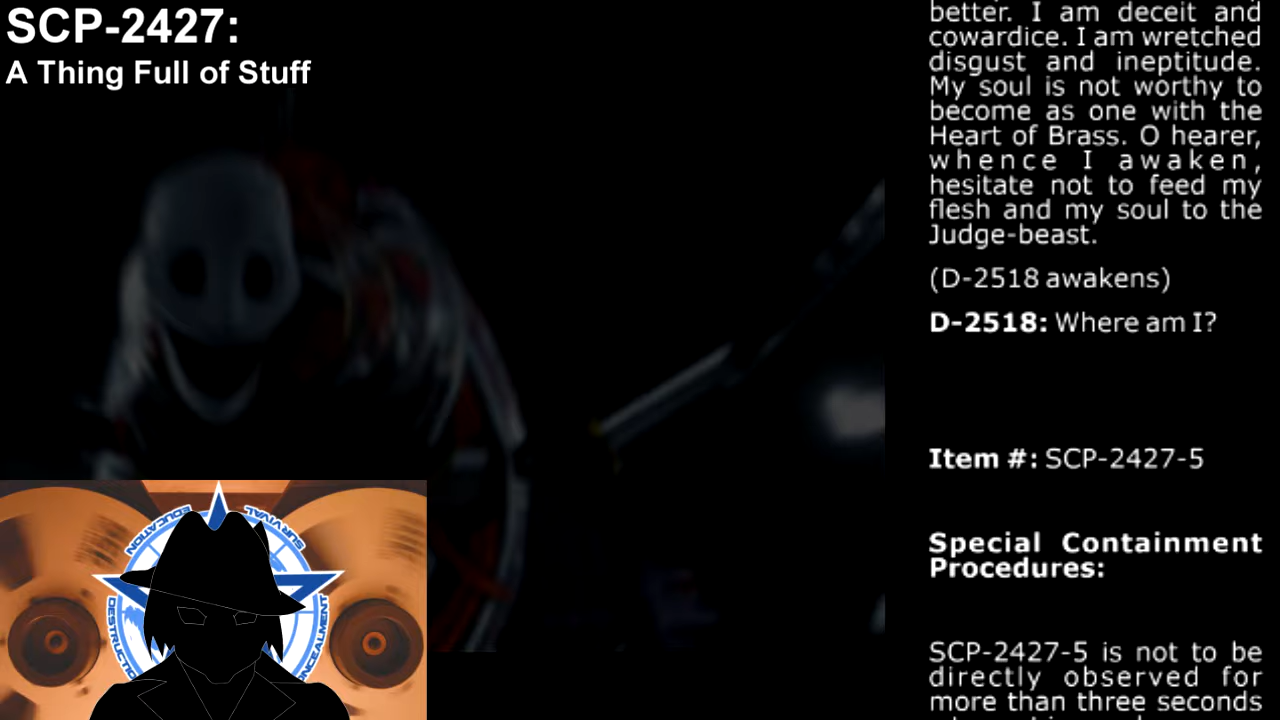 SCP-2427:
A Thing Full of Stuff
better. I am deceit and
cowardice. I am wretched
disgust and ineptitude.
My soul is not worthy to
become as one with the
Heart of Brass. O hearer,
whence I awaken,
hesitate not to feed my
flesh and my soul to the
Judge-beast.
(D-2518 awakens)
D-2518: Where am I?
Item #: SCP-2427-5
Special Containment
Procedures:
SCP-2427-5 is not to be
directly observed for
more than three seconds
EDUCATION
SURVIVAL